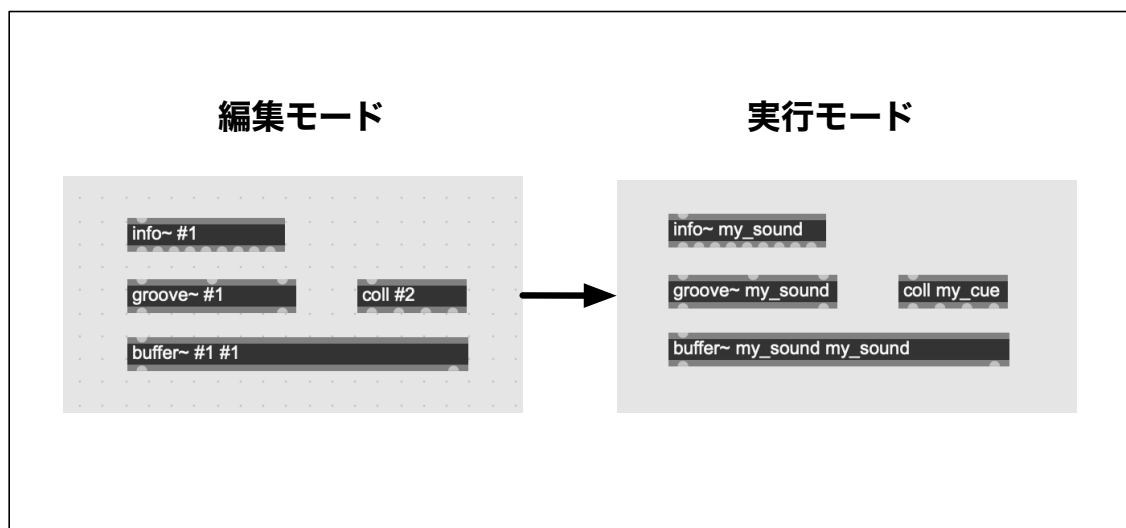 編集モード
実行モード
info~ #1
groove~ #1
coll #2
buffer~ #1 #1
info~ my_sound
groove~ my_sound
coll my_cue
buffer~ my_sound my_sound